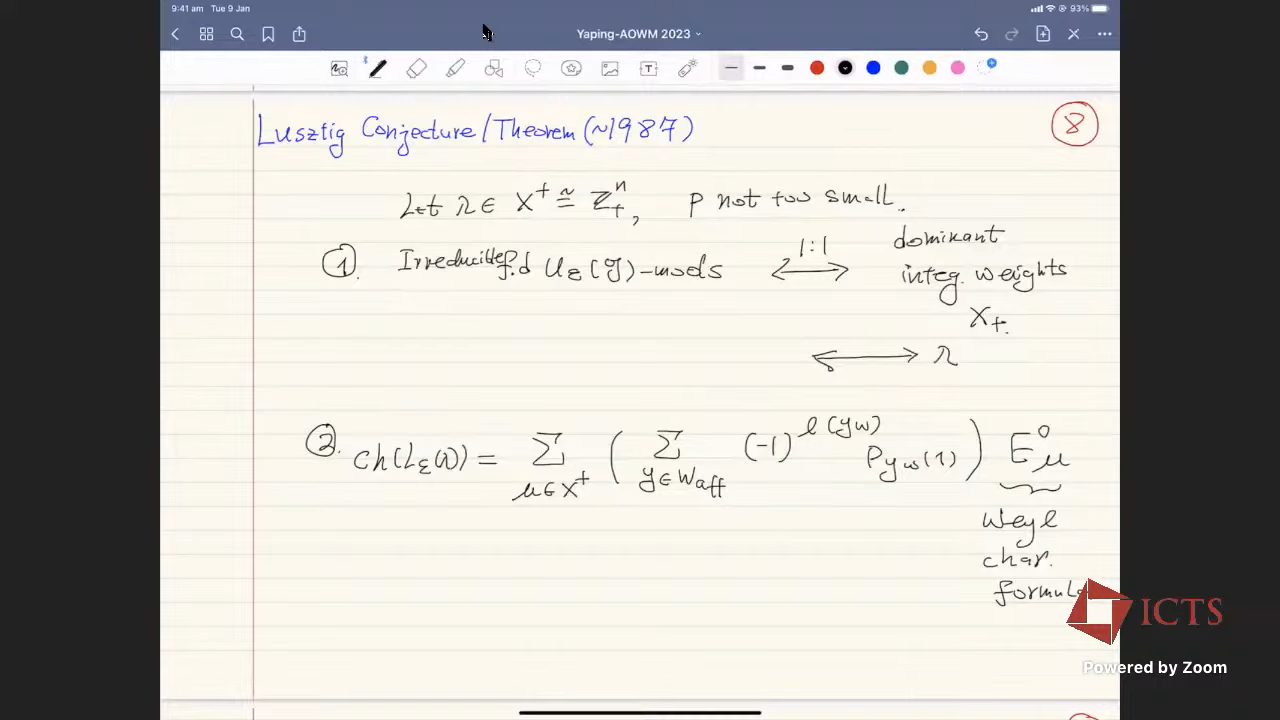 9:41 am Tue 9 Jan
93%
Yaping-AOWM 2023
Lusztig Conjecture/Theorem (~1987)
8
Let λ ∈ X⁺ ≅ ℤ₊ⁿ, p not too small.
①. Irreducible f.d U_ε(𝔤)-mods ⟷ 1:1 dominant
integ. weights
X₊.
⟷ λ
②. ch(L_ε(λ)) = Σ_{μ∈X⁺} ( Σ_{y∈W_aff} (-1)^{l(yw)} P_{yw}(1) ) E⁰_μ
Weyl
char.
formula
ICTS
Powered by Zoom